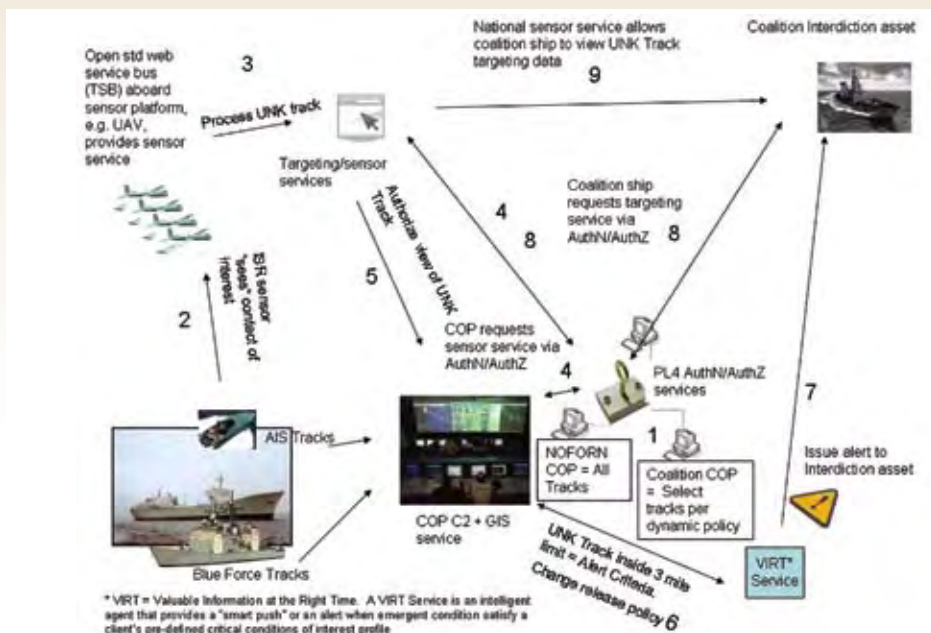 National sensor service allows
coalition ship to view UNK Track
targeting data
Coalition Interdiction asset
Open std web
service bus
(TSB) aboard
sensor platform,
e.g. UAV,
provides sensor
service
3
9
Process UNK track
Targeting/sensor
services
Authorize view of UNK
Track
4
8
Coalition ship
requests targeting
service via
AuthN/AuthZ
8
ISR sensor
"sees" contact of
interest
2
5
COP requests
sensor service via
AuthN/AuthZ
4
PL4 AuthN/AuthZ
services
7
AIS Tracks
1
NOFORN
COP = All
Tracks
Coalition COP
= Select
tracks per
dynamic policy
Issue alert to
Interdiction asset
COP C2 + GIS
service
Blue Force Tracks
UNK Track inside 3 mile
limit = Alert Criteria.
Change release policy 6
VIRT*
Service
* VIRT = Valuable Information at the Right Time. A VIRT Service is an intelligent
agent that provides a "smart push" or an alert when emergent condition satisfy a
client's pre-defined critical conditions of interest profile